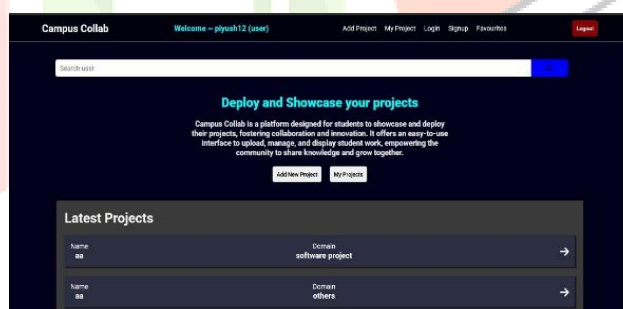 Campus Collab
Welcome ~ piyush12 (user)
Add Project My Project Login Signup Favourites
Logout
Search user
Deploy and Showcase your projects
Campus Collab is a platform designed for students to showcase and deploy
their projects, fostering collaboration and innovation. It offers an easy-to-use
interface to upload, manage, and display student work, empowering the
community to share knowledge and grow together.
Add New Project My Projects
Latest Projects
Name Domain
aa software project
Name Domain
aa others